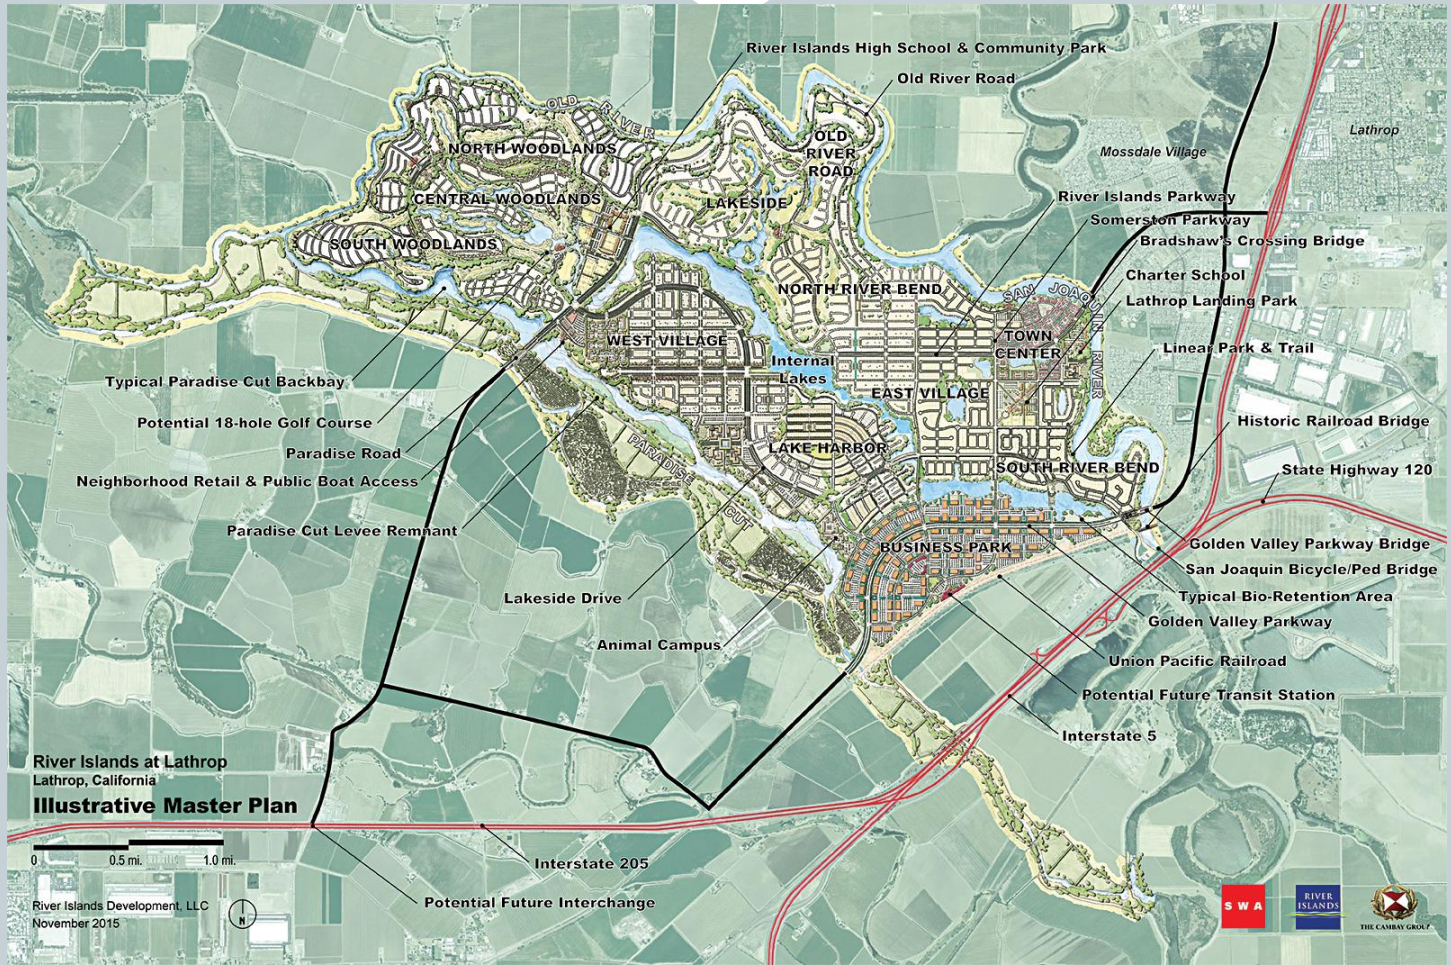 River Islands High School & Community Park
Old River Road
Lathrop
Mossdale Village
OLD RIVER
OLD
RIVER
ROAD
NORTH WOODLANDS
CENTRAL WOODLANDS
LAKESIDE
SOUTH WOODLANDS
River Islands Parkway
Somerston Parkway
Bradshaw's Crossing Bridge
Charter School
Lathrop Landing Park
NORTH RIVER BEND
SAN JOAQUIN RIVER
TOWN
CENTER
WEST VILLAGE
Linear Park & Trail
Internal
Lakes
Typical Paradise Cut Backbay
EAST VILLAGE
Potential 18-hole Golf Course
Historic Railroad Bridge
Paradise Road
LAKE HARBOR
PARADISE
CUT
SOUTH RIVER BEND
State Highway 120
Neighborhood Retail & Public Boat Access
Paradise Cut Levee Remnant
BUSINESS PARK
Golden Valley Parkway Bridge
San Joaquin Bicycle/Ped Bridge
Lakeside Drive
Typical Bio-Retention Area
Golden Valley Parkway
Animal Campus
Union Pacific Railroad
Potential Future Transit Station
Interstate 5
River Islands at Lathrop
Lathrop, California
Illustrative Master Plan
0 0.5 mi. 1.0 mi.
Interstate 205
Potential Future Interchange
River Islands Development, LLC
November 2015
N
SWA
RIVER
ISLANDS
THE CAMBAY GROUP